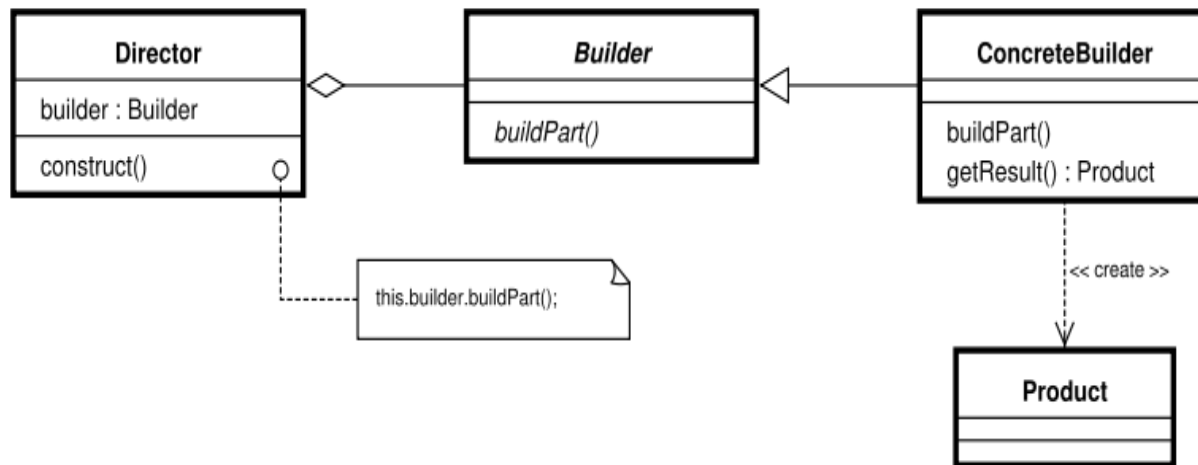 Director
builder : Builder
construct()
this.builder.buildPart();
Builder
buildPart()
ConcreteBuilder
buildPart()
getResult() : Product
<< create >>
Product